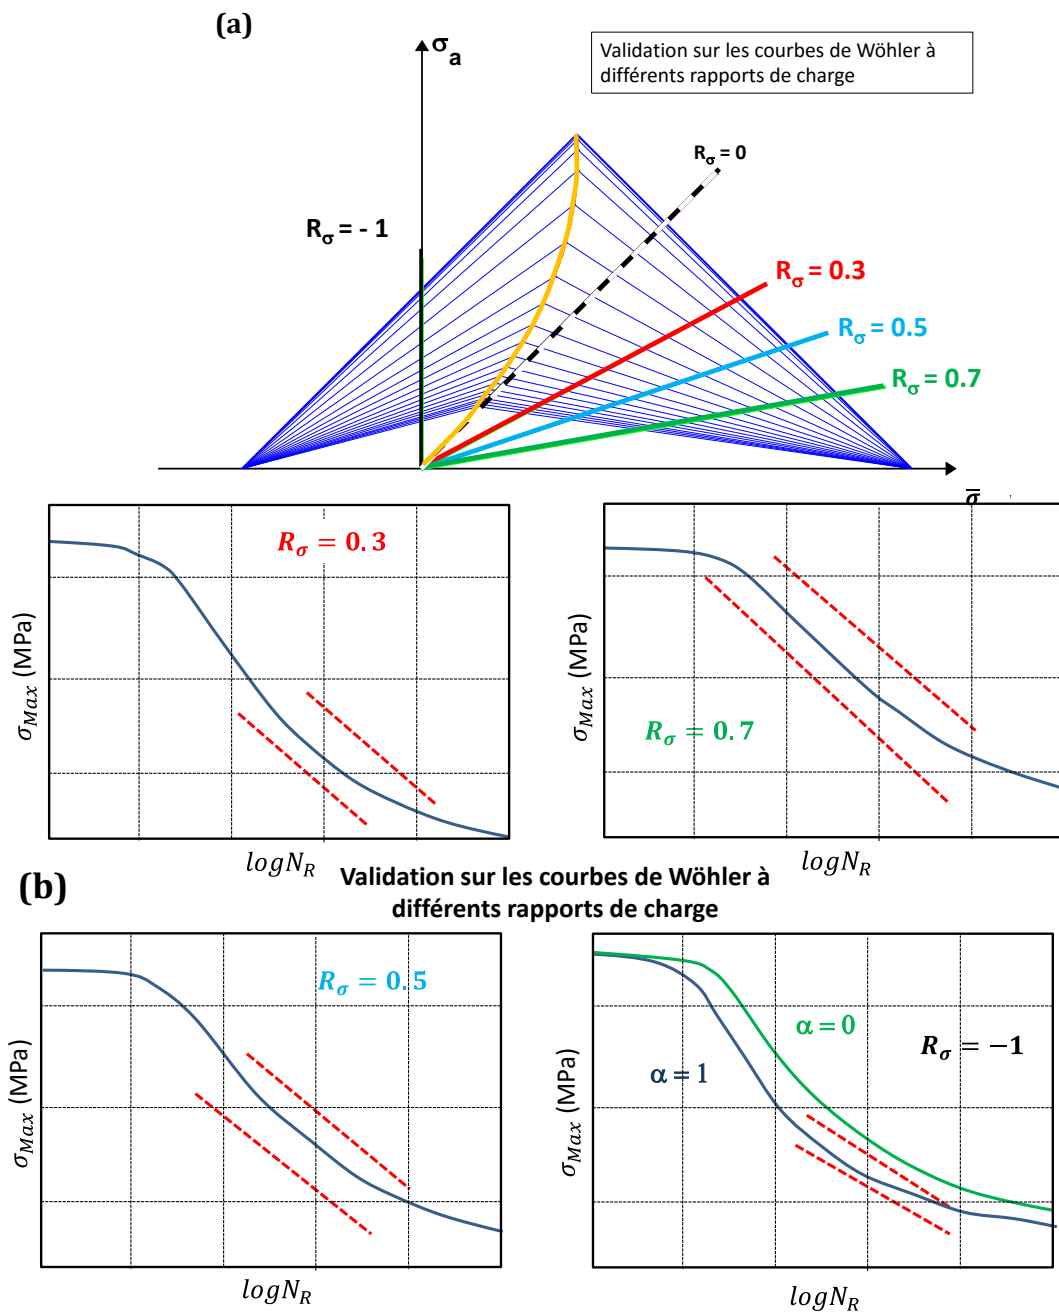 (a)
σa
Validation sur les courbes de Wöhler à
différents rapports de charge
Rσ = 0
Rσ = - 1
Rσ = 0.3
Rσ = 0.5
Rσ = 0.7
σ̅
Rσ = 0.3
σMax (MPa)
logNR
Rσ = 0.7
σMax (MPa)
logNR
(b)
Validation sur les courbes de Wöhler à
différents rapports de charge
Rσ = 0.5
σMax (MPa)
logNR
α = 0
Rσ = −1
α = 1
σMax (MPa)
logNR